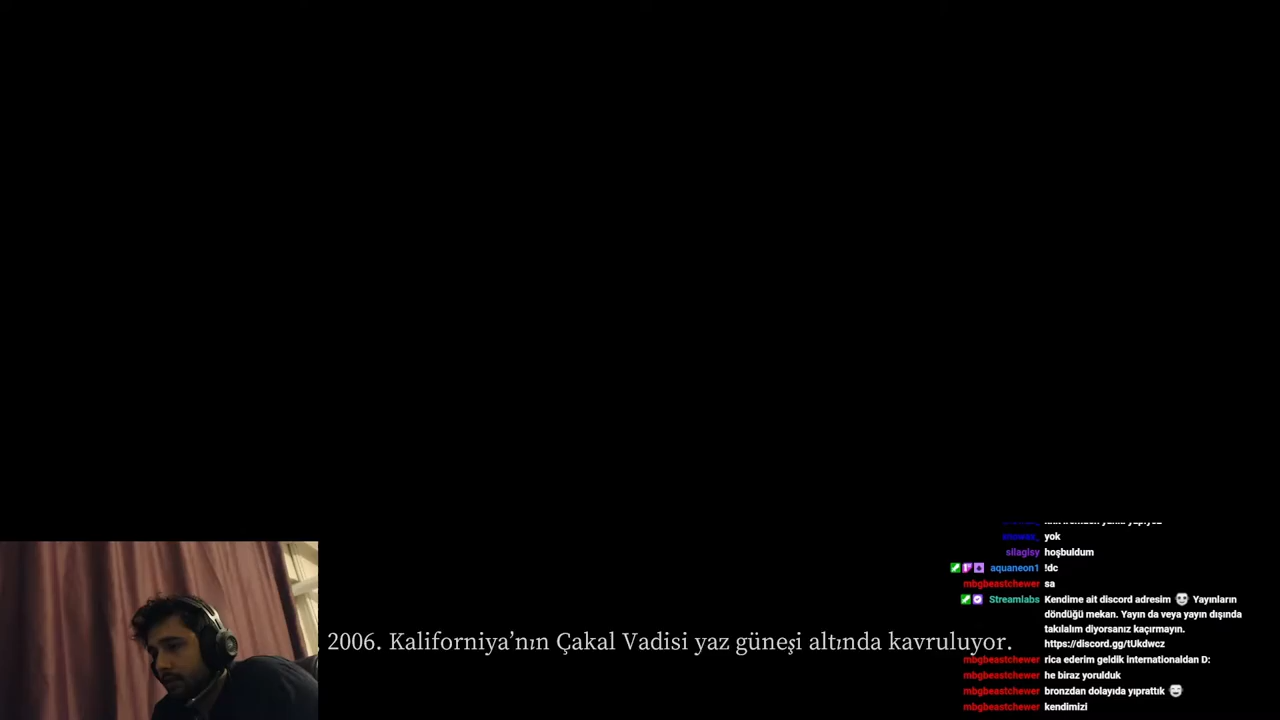 yok
silagisy hoşbuldum
aquaneon1 !dc
mbgbeastchewer sa
Streamlabs Kendime ait discord adresim Yayınların
döndüğü mekan. Yayın da veya yayın dışında
takılalım diyorsanız kaçırmayın.
https://discord.gg/tUkdwcz
mbgbeastchewer rica ederim geldik internationaldan D:
mbgbeastchewer he biraz yorulduk
mbgbeastchewer bronzdan dolayıda yıprattık
mbgbeastchewer kendimizi
2006. Kaliforniya’nın Çakal Vadisi yaz güneşi altında kavruluyor.